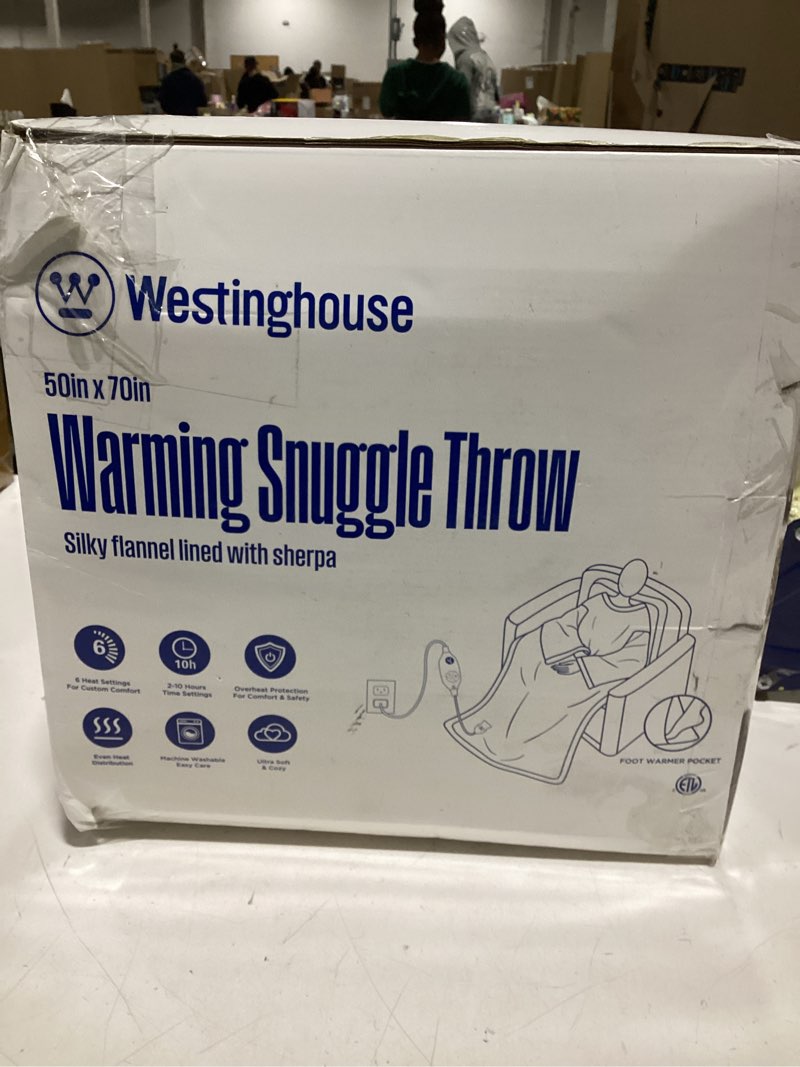 Westinghouse
50in x 70in
Warming Snuggle Throw
Silky flannel lined with sherpa
6
10h
6 Heat Settings
For Custom Comfort
2-10 Hours
Time Settings
Overheat Protection
For Comfort & Safety
Even Heat
Distribution
Machine Washable
Easy Care
Ultra Soft
& Cozy
FOOT WARMER POCKET
ETL